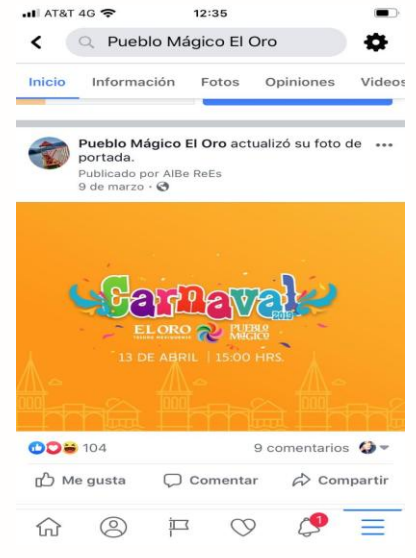 AT&T 4G 12:35
Pueblo Mágico El Oro
Inicio Información Fotos Opiniones Videos
Pueblo Mágico El Oro actualizó su foto de
portada.
Publicado por AlBe ReEs
9 de marzo
Carnaval
2019
EL ORO PUEBLO
MÁGICO
13 DE ABRIL | 15:00 HRS.
104 9 comentarios
Me gusta Comentar Compartir
1